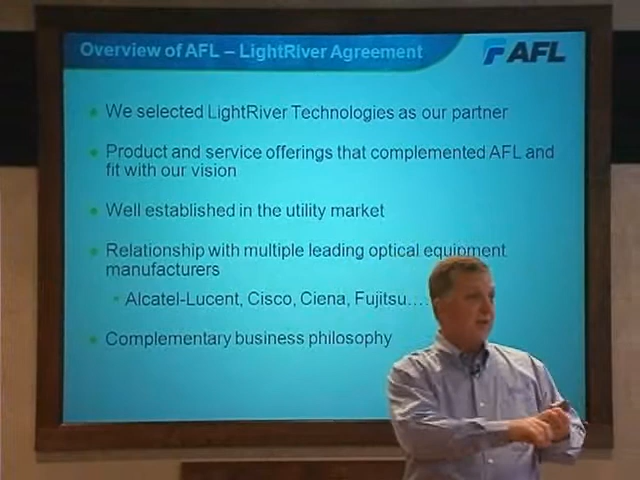 Overview of AFL – LightRiver Agreement
AFL
We selected LightRiver Technologies as our partner
Product and service offerings that complemented AFL and
fit with our vision
Well established in the utility market
Relationship with multiple leading optical equipment
manufacturers
Alcatel-Lucent, Cisco, Ciena, Fujitsu....
Complementary business philosophy